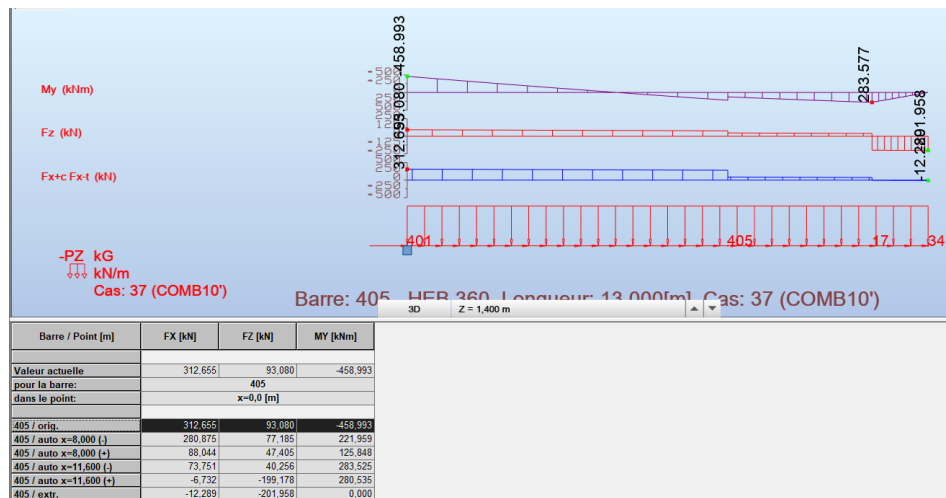 -458.993
My (kNm)
283.577
93.080
Fz (kN)
312.655
Fx+c Fx-t (kN)
-500
401
405
17
34
-PZ kG
kN/m
Cas: 37 (COMB10')
Barre: 405 HEB 360 Longueur: 13.000[m] Cas: 37 (COMB10')
3D Z = 1,400 m
Barre / Point [m] FX [kN] FZ [kN] MY [kNm]
Valeur actuelle 312,655 93,080 -458,993
pour la barre: 405
dans le point: x=0,0 [m]
405 / orig. 312,655 93,080 -458,993
405 / auto x=8,000 (-) 280,875 77,185 221,959
405 / auto x=8,000 (+) 88,044 47,405 125,848
405 / auto x=11,600 (-) 73,751 40,256 283,525
405 / auto x=11,600 (+) -6,732 -199,178 280,535
405 / extr. -12,289 -201,958 0,000